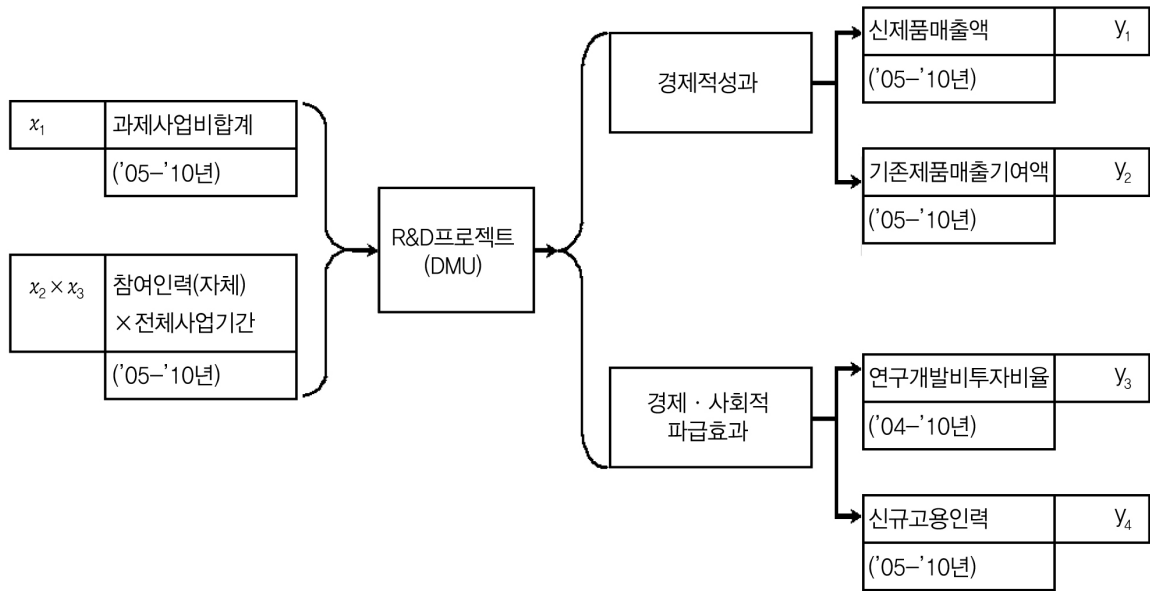 x₁ 과제사업비합계
('05–'10년)
x₂ × x₃ 참여인력(자체)
×전체사업기간
('05–'10년)
R&D프로젝트
(DMU)
경제적성과
신제품매출액 y₁
('05–'10년)
기존제품매출기여액 y₂
('05–'10년)
경제 · 사회적
파급효과
연구개발비투자비율 y₃
('04–'10년)
신규고용인력 y₄
('05–'10년)